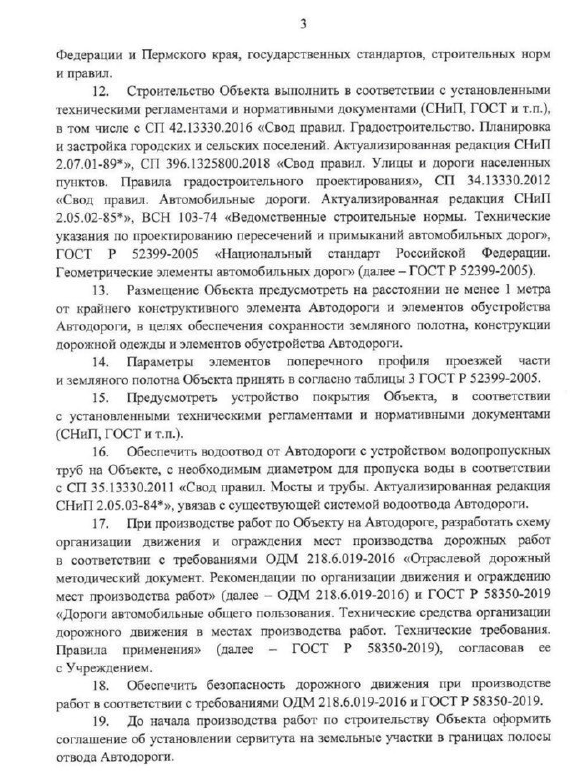 3
Федерации и Пермского края, государственных стандартов, строительных норм
и правил.
12. Строительство Объекта выполнить в соответствии с установленными
техническими регламентами и нормативными документами (СНиП, ГОСТ и т.п.),
в том числе с СП 42.13330.2016 «Свод правил. Градостроительство. Планировка
и застройка городских и сельских поселений. Актуализированная редакция СНиП
2.07.01-89*», СП 396.1325800.2018 «Свод правил. Улицы и дороги населенных
пунктов. Правила градостроительного проектирования», СП 34.13330.2012
«Свод правил. Автомобильные дороги. Актуализированная редакция СНиП
2.05.02-85*», ВСН 103-74 «Ведомственные строительные нормы. Технические
указания по проектированию пересечений и примыканий автомобильных дорог»,
ГОСТ Р 52399-2005 «Национальный стандарт Российской Федерации.
Геометрические элементы автомобильных дорог» (далее – ГОСТ Р 52399-2005).
13. Размещение Объекта предусмотреть на расстоянии не менее 1 метра
от крайнего конструктивного элемента Автодороги и элементов обустройства
Автодороги, в целях обеспечения сохранности земляного полотна, конструкции
дорожной одежды и элементов обустройства Автодороги.
14. Параметры элементов поперечного профиля проезжей части
и земляного полотна Объекта принять в согласно таблицы 3 ГОСТ Р 52399-2005.
15. Предусмотреть устройство покрытия Объекта, в соответствии
с установленными техническими регламентами и нормативными документами
(СНиП, ГОСТ и т.п.).
16. Обеспечить водоотвод от Автодороги с устройством водопропускных
труб на Объекте, с необходимым диаметром для пропуска воды в соответствии
с СП 35.13330.2011 «Свод правил. Мосты и трубы. Актуализированная редакция
СНиП 2.05.03-84*», увязав с существующей системой водоотвода Автодороги.
17. При производстве работ по Объекту на Автодороге, разработать схему
организации движения и ограждения мест производства дорожных работ
в соответствии с требованиями ОДМ 218.6.019-2016 «Отраслевой дорожный
методический документ. Рекомендации по организации движения и ограждению
мест производства работ» (далее – ОДМ 218.6.019-2016) и ГОСТ Р 58350-2019
«Дороги автомобильные общего пользования. Технические средства организации
дорожного движения в местах производства работ. Технические требования.
Правила применения» (далее – ГОСТ Р 58350-2019), согласовав ее
с Учреждением.
18. Обеспечить безопасность дорожного движения при производстве
работ в соответствии с требованиями ОДМ 218.6.019-2016 и ГОСТ Р 58350-2019.
19. До начала производства работ по строительству Объекта оформить
соглашение об установлении сервитута на земельные участки в границах полосы
отвода Автодороги.